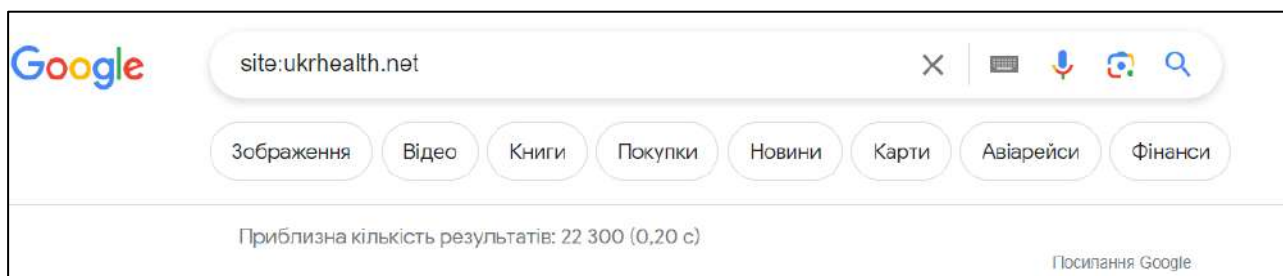 Google
site:ukrhealth.net
Зображення Відео Книги Покупки Новини Карти Авіарейси Фінанси
Приблизна кількість результатів: 22 300 (0,20 с)
Посилання Google